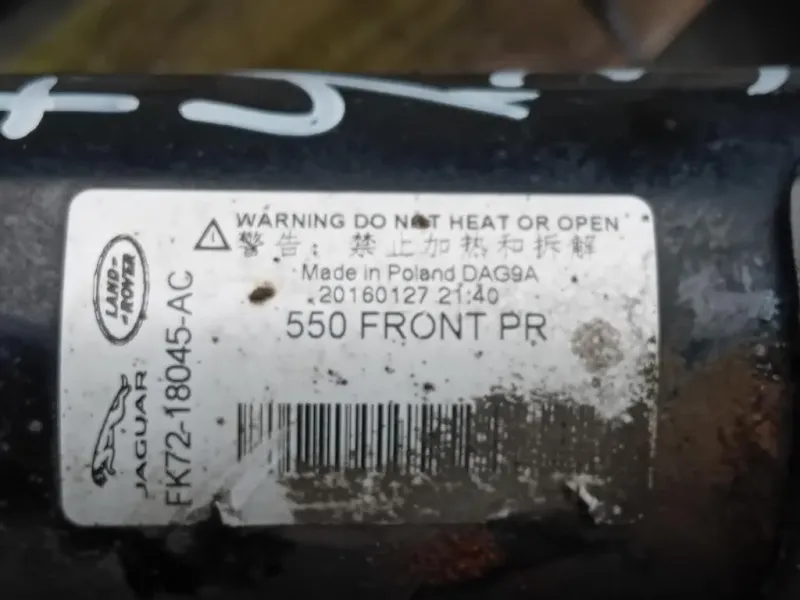 WARNING DO NOT HEAT OR OPEN
警告: 禁止加热和拆解
Made in Poland DAG9A
20160127 21:40
550 FRONT PR
LAND-
-ROVER
JAGUAR
FK72-18045-AC